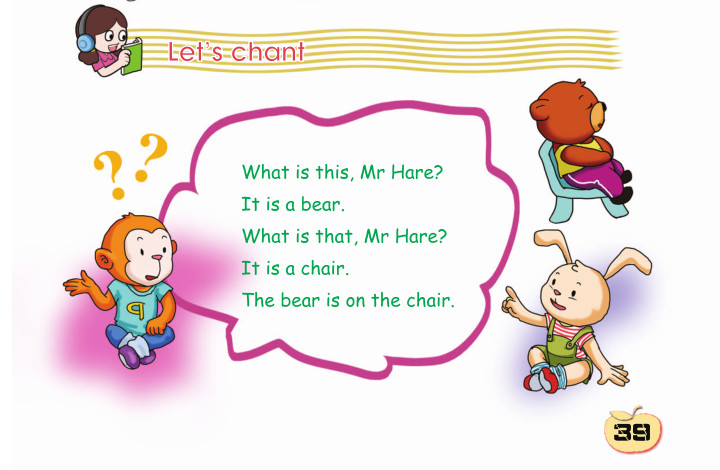 Let's chant
What is this, Mr Hare?
It is a bear.
What is that, Mr Hare?
It is a chair.
The bear is on the chair.
39